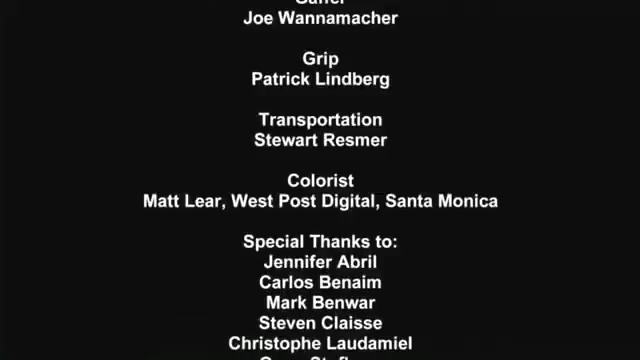 Gaffer
Joe Wannamacher
Grip
Patrick Lindberg
Transportation
Stewart Resmer
Colorist
Matt Lear, West Post Digital, Santa Monica
Special Thanks to:
Jennifer Abril
Carlos Benaim
Mark Benwar
Steven Claisse
Christophe Laudamiel